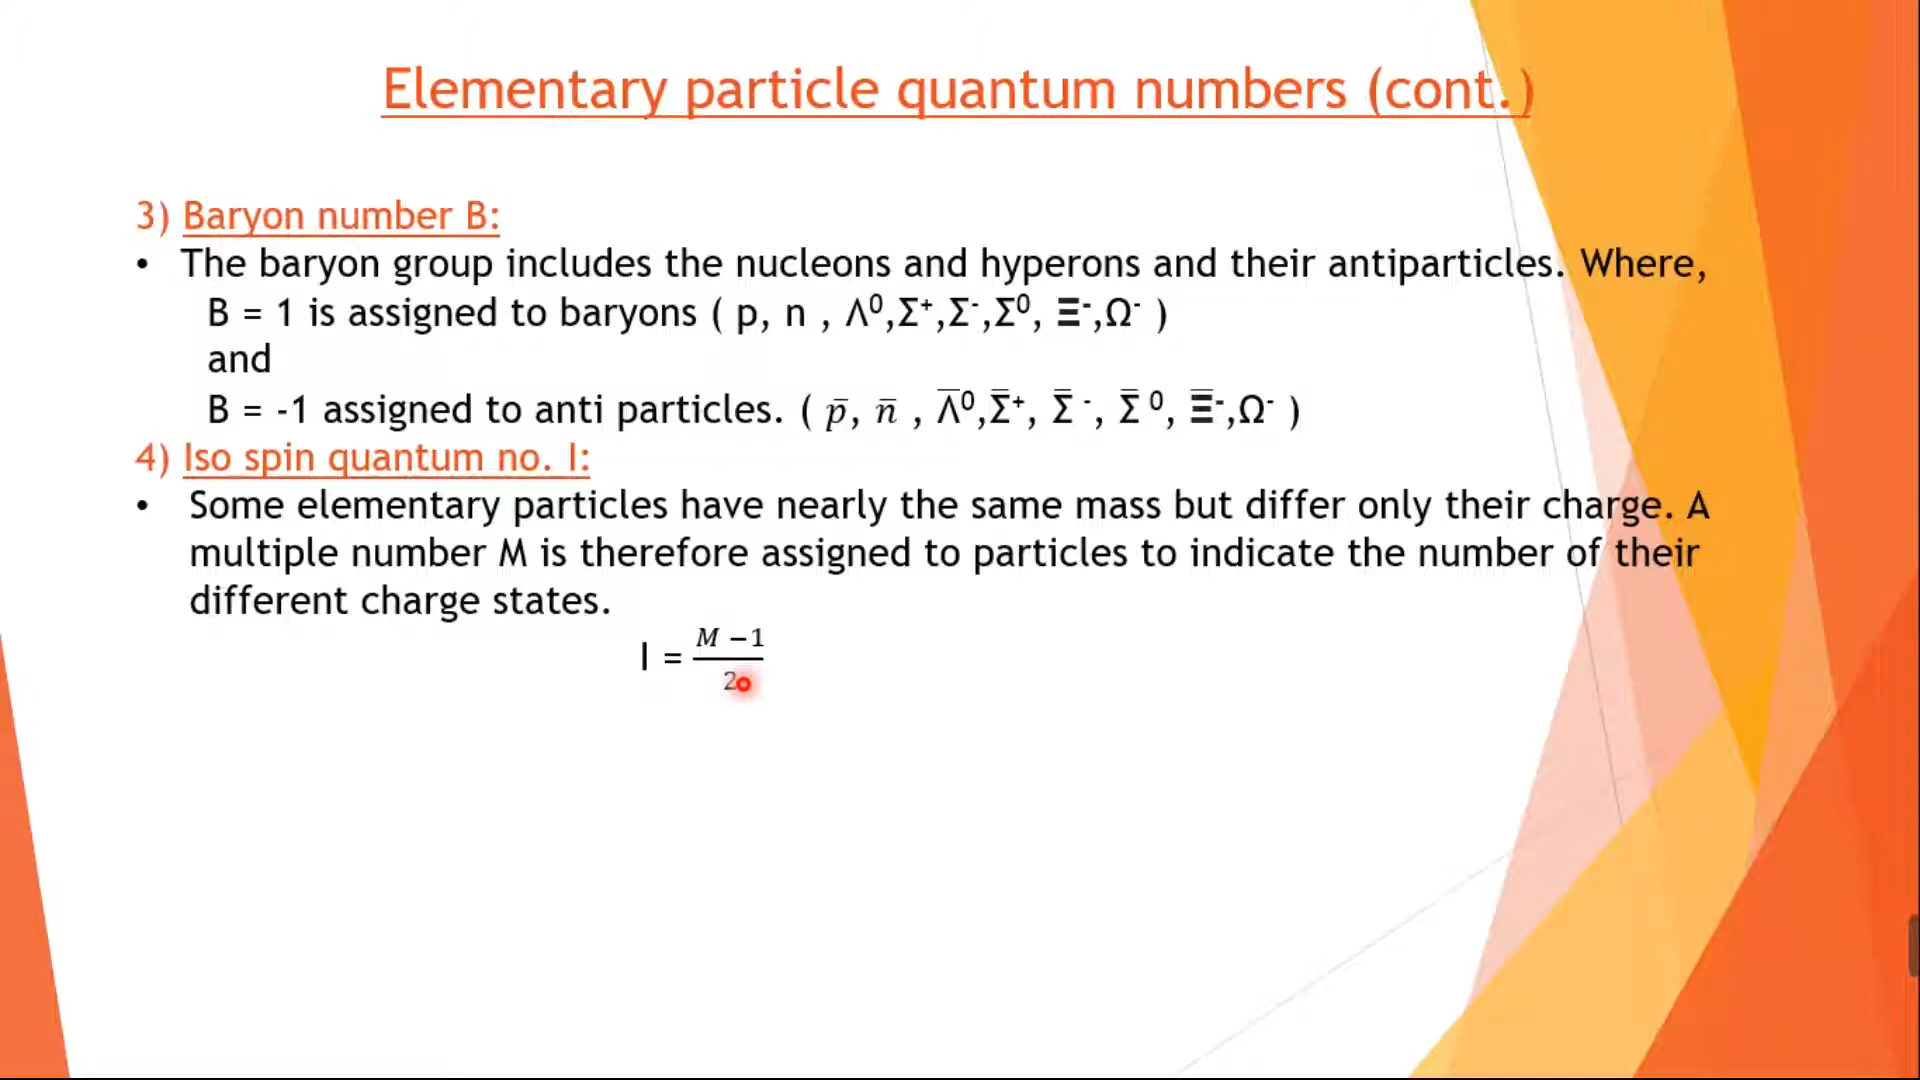 Elementary particle quantum numbers (cont.)
3) Baryon number B:
• The baryon group includes the nucleons and hyperons and their antiparticles. Where,
B = 1 is assigned to baryons ( p, n , Λ⁰,Σ⁺,Σ⁻,Σ⁰, Ξ⁻,Ω⁻ )
and
B = -1 assigned to anti particles. ( p̄, n̄ , Λ̅⁰,Σ̅⁺, Σ̅ ⁻, Σ̅ ⁰, Ξ̅⁻,Ω⁻ )
4) Iso spin quantum no. I:
• Some elementary particles have nearly the same mass but differ only their charge. A
multiple number M is therefore assigned to particles to indicate the number of their
different charge states.
I = \frac{M - 1}{2}